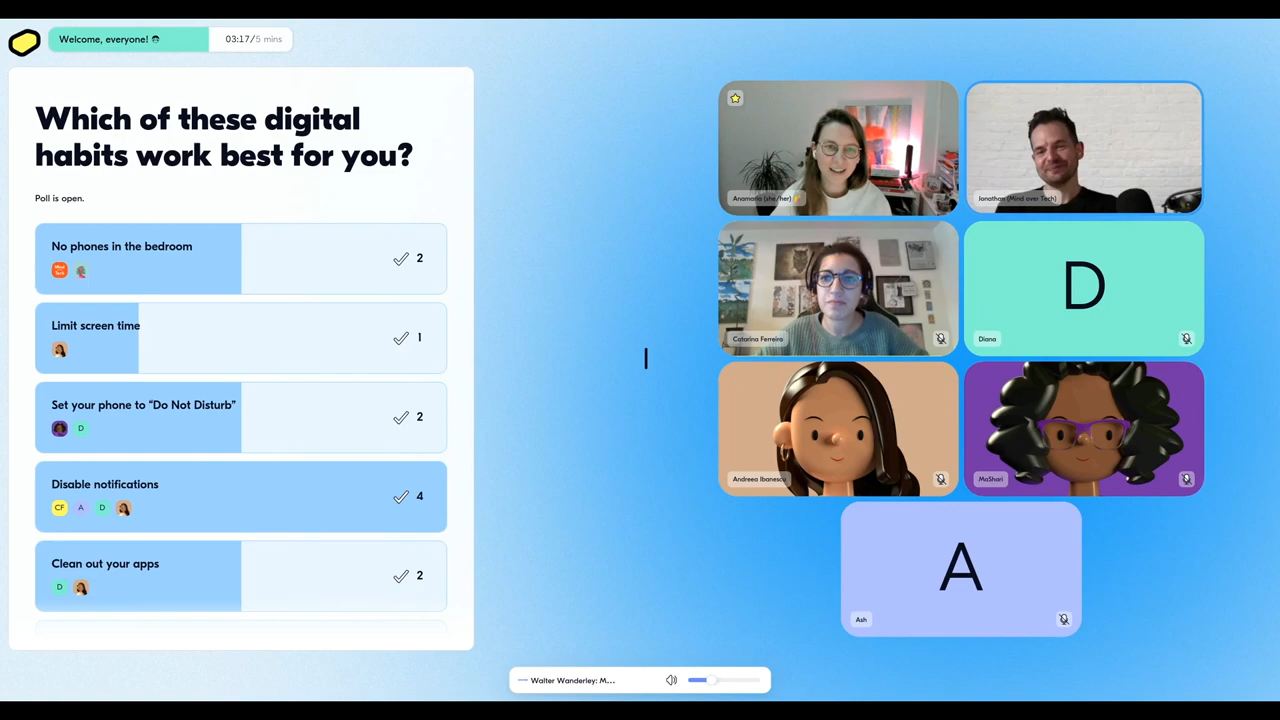 Welcome, everyone!
03:17/5 mins
Which of these digital
habits work best for you?
Poll is open.
No phones in the bedroom
2
Limit screen time
1
Set your phone to “Do Not Disturb”
D
2
Disable notifications
CF A D
4
Clean out your apps
D
2
Anamaria (she/her)
Jonathan (Mind over Tech)
Catarina Ferreira
D
Diana
Andreea Ibanescu
MaShari
A
Ash
Walter Wanderley: M...